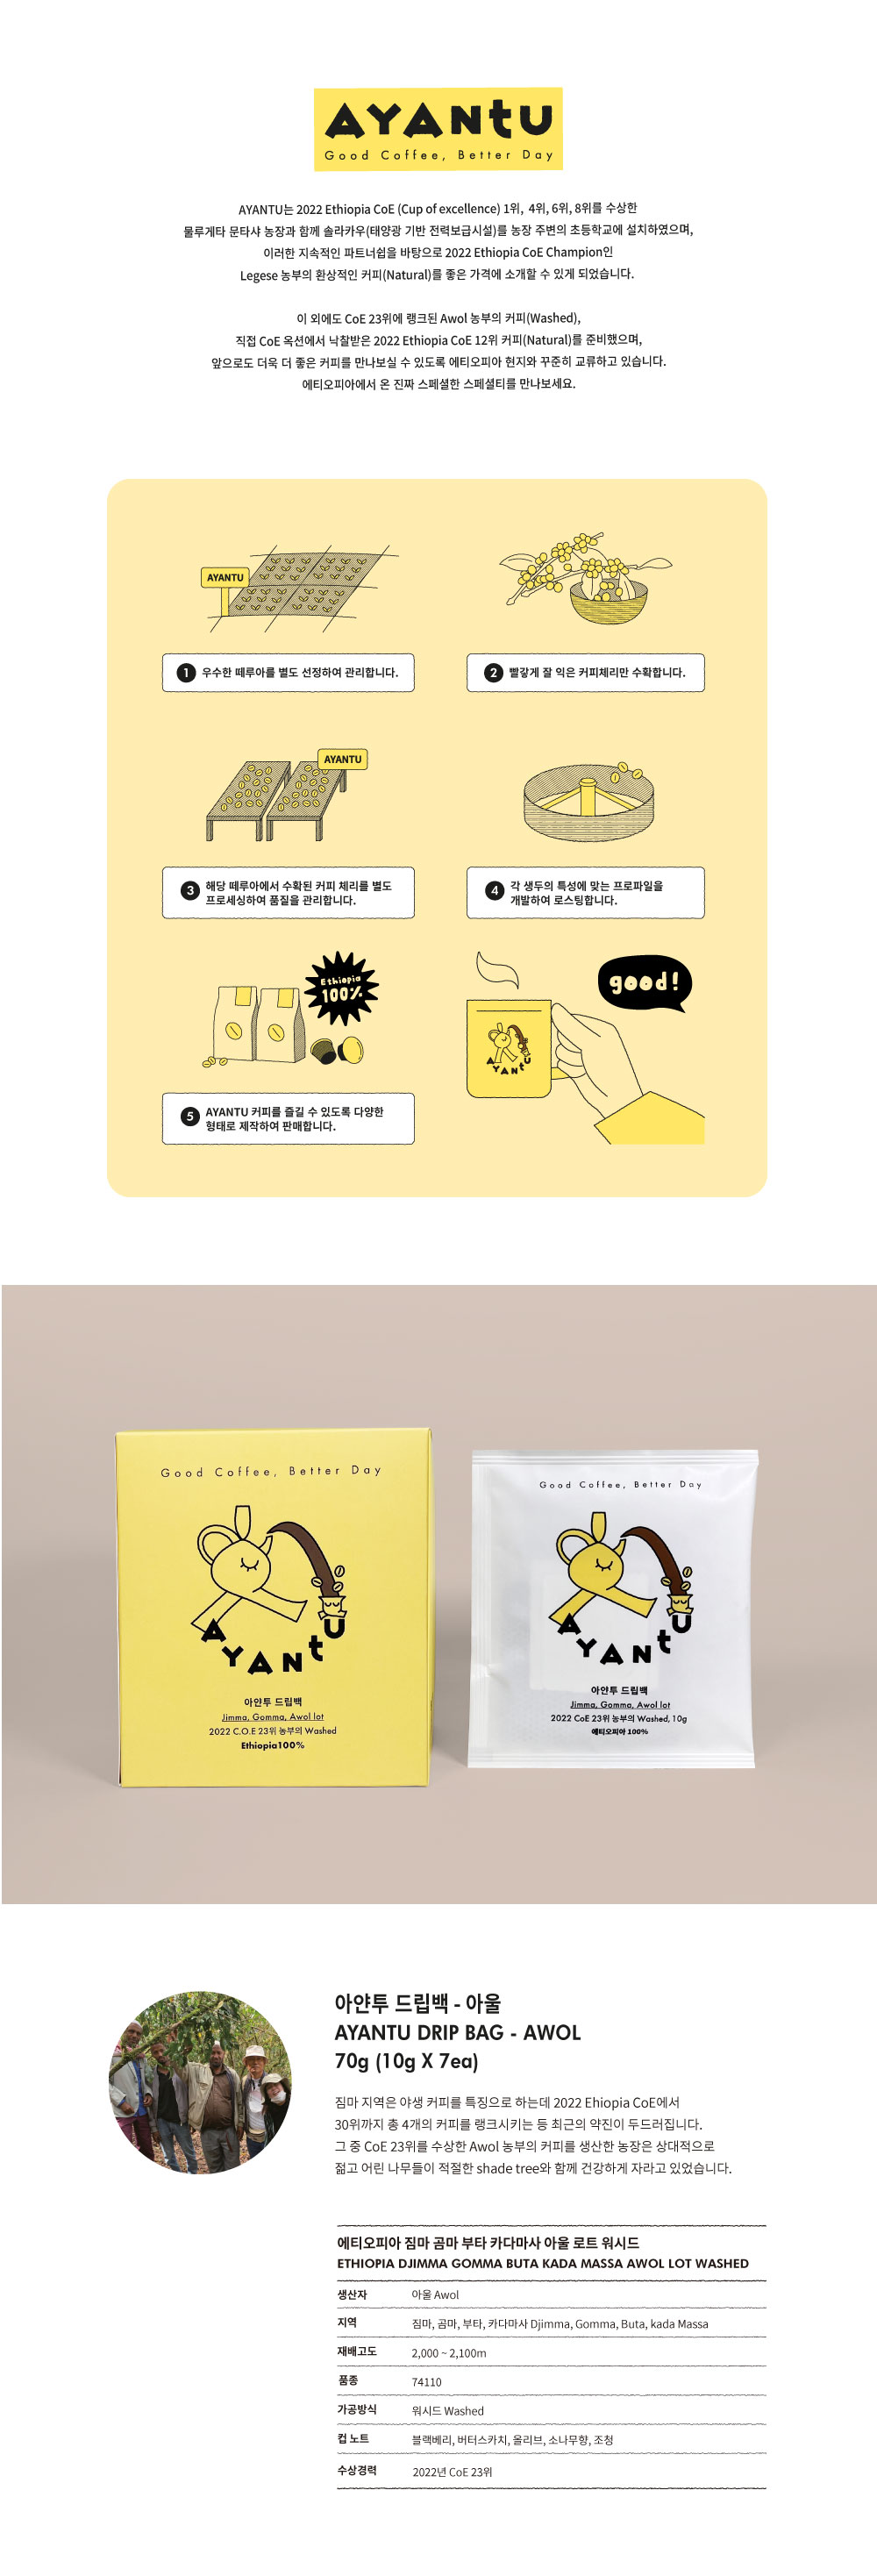 AYANtU
Good Coffee, Better Day
AYANTU는 2022 Ethiopia CoE (Cup of excellence) 1위, 4위, 6위, 8위를 수상한
물루게타 문타샤 농장과 함께 솔라카우(태양광 기반 전력보급시설)를 농장 주변의 초등학교에 설치하였으며,
이러한 지속적인 파트너쉽을 바탕으로 2022 Ethiopia CoE Champion인
Legese 농부의 환상적인 커피(Natural)를 좋은 가격에 소개할 수 있게 되었습니다.
이 외에도 CoE 23위에 랭크된 Awol 농부의 커피(Washed),
직접 CoE 옥션에서 낙찰받은 2022 Ethiopia CoE 12위 커피(Natural)를 준비했으며,
앞으로도 더욱 더 좋은 커피를 만나보실 수 있도록 에티오피아 현지와 꾸준히 교류하고 있습니다.
에티오피아에서 온 진짜 스페셜한 스페셜티를 만나보세요.
AYANTU
1 우수한 떼루아를 별도 선정하여 관리합니다.
2 빨갛게 잘 익은 커피체리만 수확합니다.
AYANTU
3 해당 떼루아에서 수확된 커피 체리를 별도
프로세싱하여 품질을 관리합니다.
4 각 생두의 특성에 맞는 프로파일을
개발하여 로스팅합니다.
Ethiopia
100%
good!
AYANtU
5 AYANTU 커피를 즐길 수 있도록 다양한
형태로 제작하여 판매합니다.
Good Coffee, Better Day
AYANtU
아얀투 드립백
Jimma, Gomma, Awol lot
2022 C.O.E 23위 농부의 Washed
Ethiopia100%
Good Coffee, Better Day
AYANtU
아얀투 드립백
Jimma, Gomma, Awol lot
2022 CoE 23위 농부의 Washed, 10g
에티오피아 100%
아얀투 드립백 - 아울
AYANTU DRIP BAG - AWOL
70g (10g X 7ea)
짐마 지역은 야생 커피를 특징으로 하는데 2022 Ehiopia CoE에서
30위까지 총 4개의 커피를 랭크시키는 등 최근의 약진이 두드러집니다.
그 중 CoE 23위를 수상한 Awol 농부의 커피를 생산한 농장은 상대적으로
젊고 어린 나무들이 적절한 shade tree와 함께 건강하게 자라고 있었습니다.
에티오피아 짐마 곰마 부타 카다마사 아울 로트 워시드
ETHIOPIA DJIMMA GOMMA BUTA KADA MASSA AWOL LOT WASHED
생산자 아울 Awol
지역 짐마, 곰마, 부타, 카다마사 Djimma, Gomma, Buta, kada Massa
재배고도 2,000 ~ 2,100m
품종 74110
가공방식 워시드 Washed
컵 노트 블랙베리, 버터스카치, 올리브, 소나무향, 조청
수상경력 2022년 CoE 23위